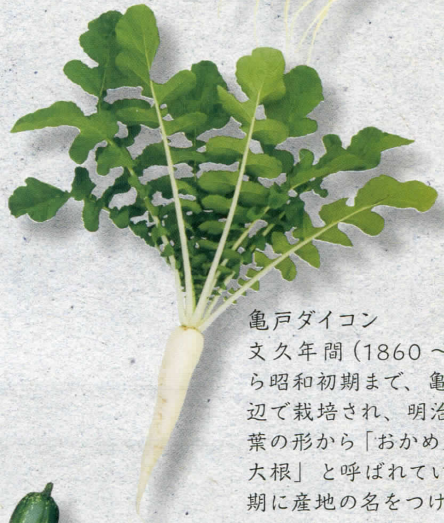 亀戸ダイコン
文久年間(1860～
ら昭和初期まで、亀
辺で栽培され、明治
葉の形から「おかめ
大根」と呼ばれてい
期に産地の名をつけ